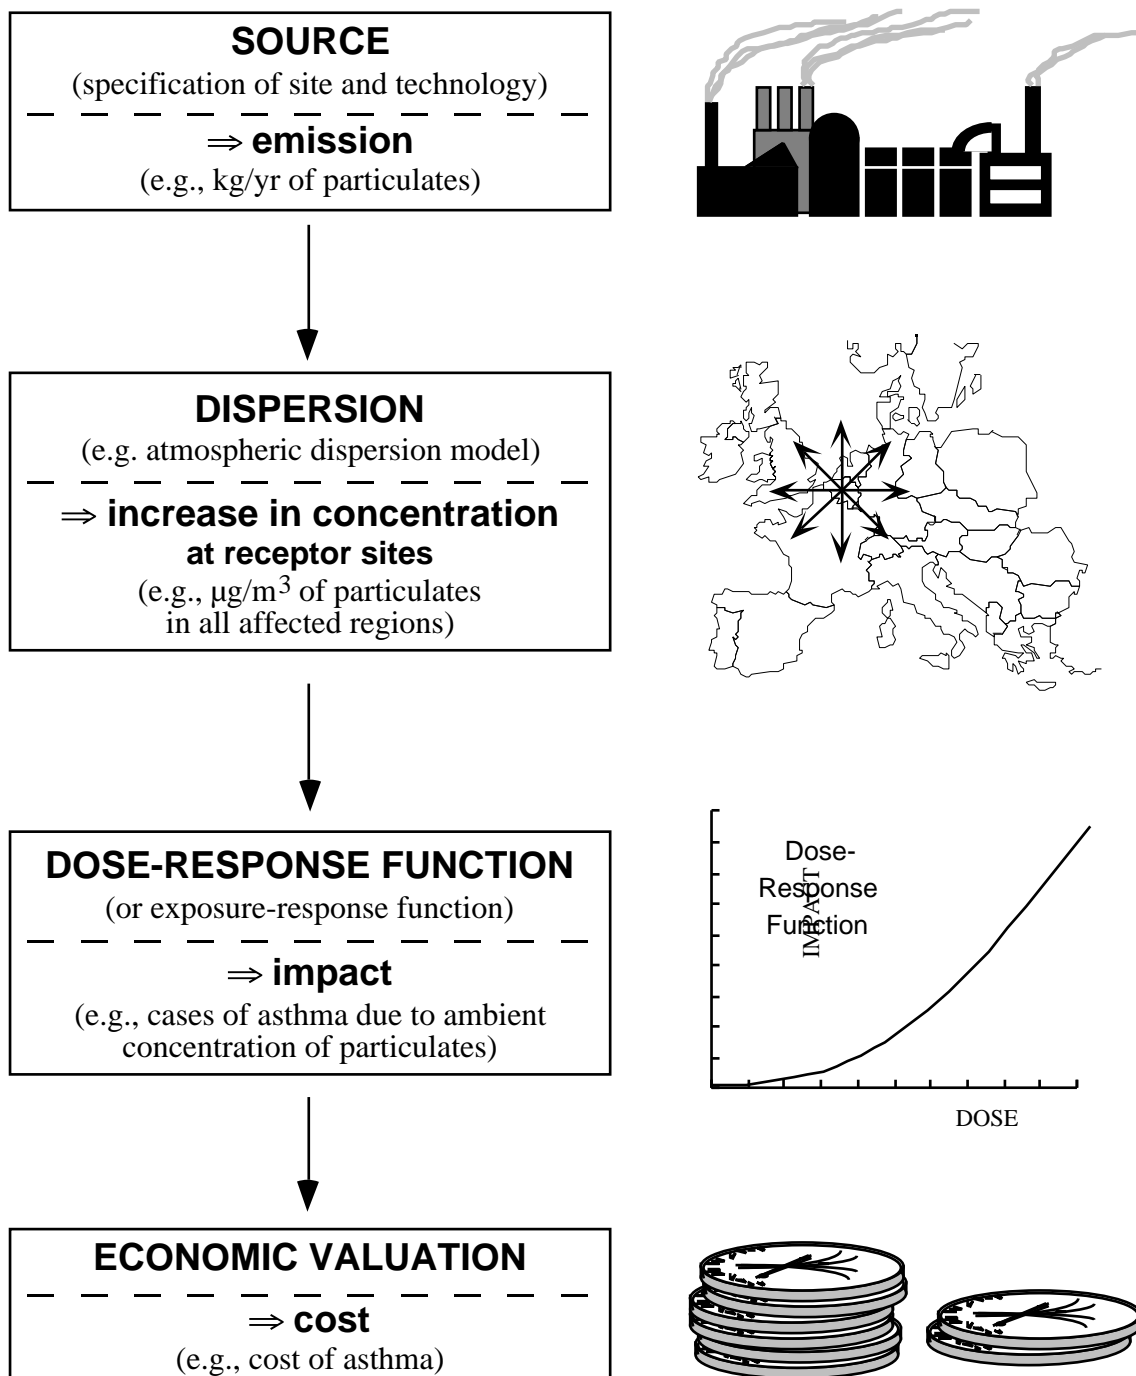 SOURCE
(specification of site and technology)
⇒ emission
(e.g., kg/yr of particulates)
DISPERSION
(e.g. atmospheric dispersion model)
⇒ increase in concentration
at receptor sites
(e.g., µg/m³ of particulates
in all affected regions)
DOSE-RESPONSE FUNCTION
(or exposure-response function)
⇒ impact
(e.g., cases of asthma due to ambient
concentration of particulates)
Dose-
Response
Function
IMPACT
DOSE
ECONOMIC VALUATION
⇒ cost
(e.g., cost of asthma)